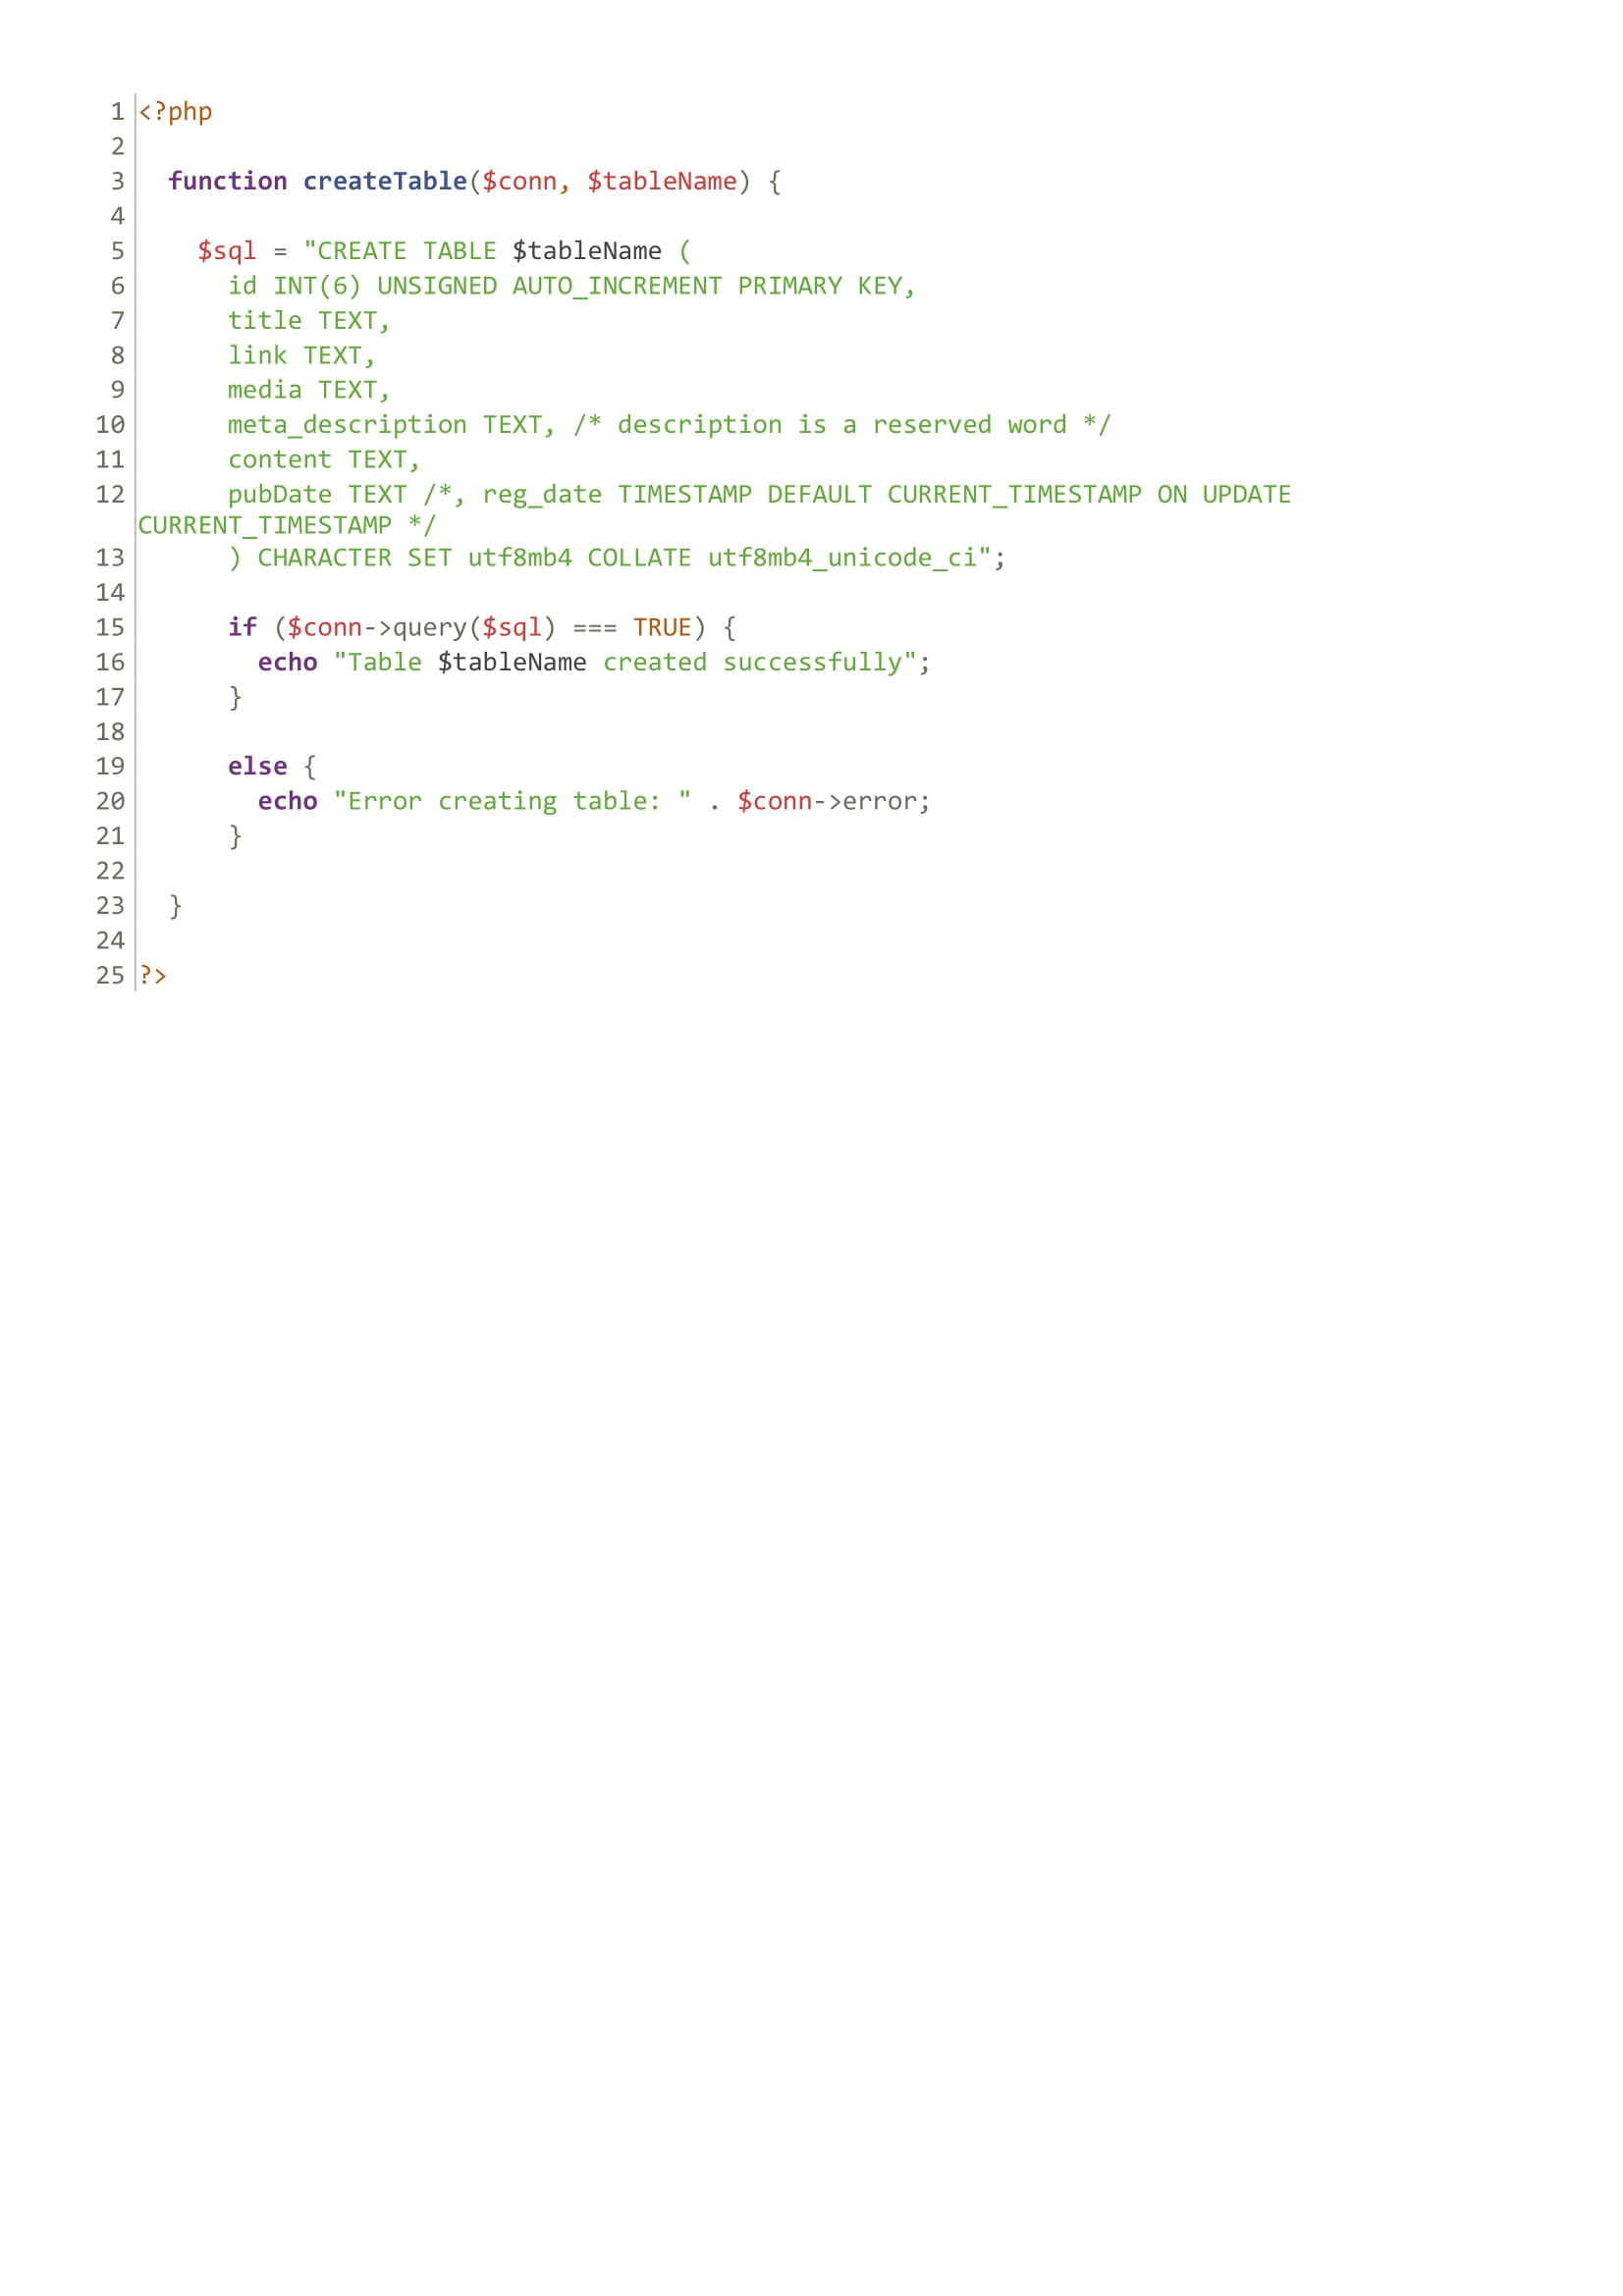 1 <?php
2
3   function createTable($conn, $tableName) {
4
5     $sql = "CREATE TABLE $tableName (
6       id INT(6) UNSIGNED AUTO_INCREMENT PRIMARY KEY,
7       title TEXT,
8       link TEXT,
9       media TEXT,
10       meta_description TEXT, /* description is a reserved word */
11       content TEXT,
12       pubDate TEXT /*, reg_date TIMESTAMP DEFAULT CURRENT_TIMESTAMP ON UPDATE
CURRENT_TIMESTAMP */
13       ) CHARACTER SET utf8mb4 COLLATE utf8mb4_unicode_ci";
14
15       if ($conn->query($sql) === TRUE) {
16         echo "Table $tableName created successfully";
17       }
18
19       else {
20         echo "Error creating table: " . $conn->error;
21       }
22
23   }
24
25 ?>